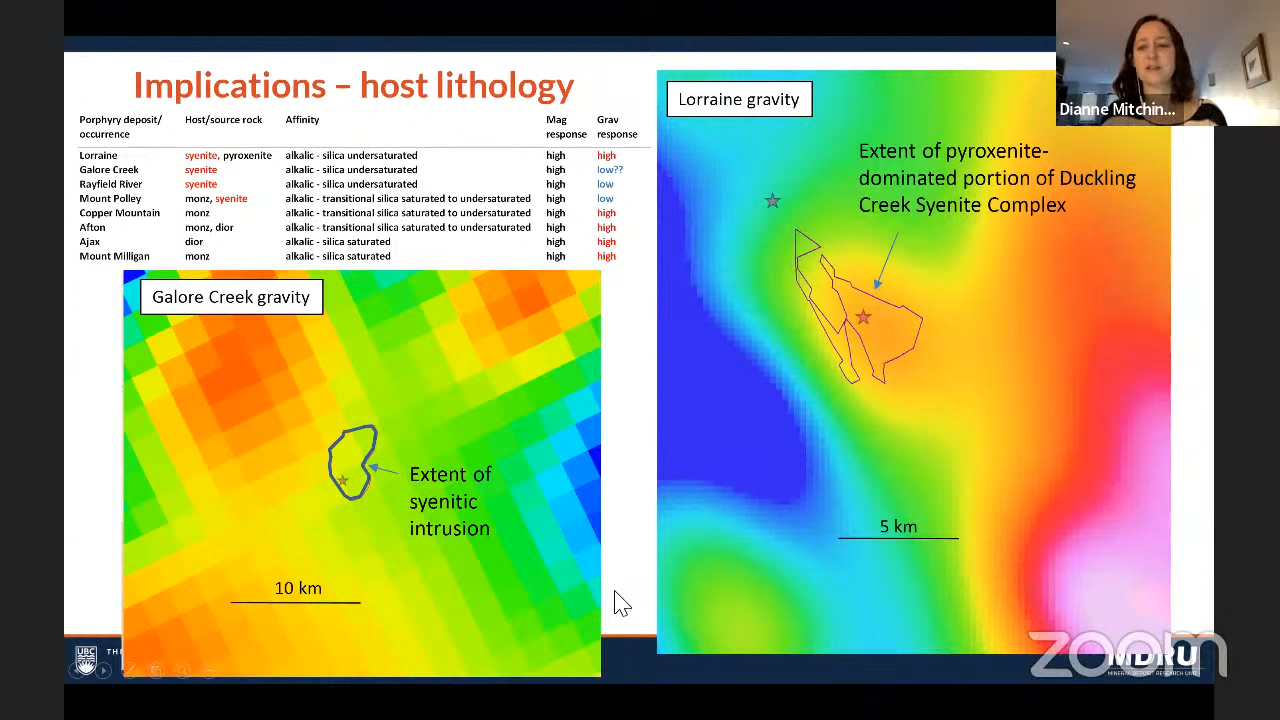 Implications – host lithology
Porphyry deposit/ occurrence Host/source rock Affinity Mag response Grav response
Lorraine syenite, pyroxenite alkalic - silica undersaturated high high
Galore Creek syenite alkalic - silica undersaturated high low??
Rayfield River syenite alkalic - silica undersaturated high low
Mount Polley monz, syenite alkalic - transitional silica saturated to undersaturated high low
Copper Mountain monz alkalic - transitional silica saturated to undersaturated high high
Afton monz, dior alkalic - transitional silica saturated to undersaturated high high
Ajax dior alkalic - silica saturated high high
Mount Milligan monz alkalic - silica saturated high high
Galore Creek gravity
Extent of
syenitic
intrusion
10 km
Lorraine gravity
Extent of pyroxenite-
dominated portion of Duckling
Creek Syenite Complex
5 km
Dianne Mitchin...
UBC
THE
zoom
MDRU
MINERAL DEPOSIT RESEARCH UNIT